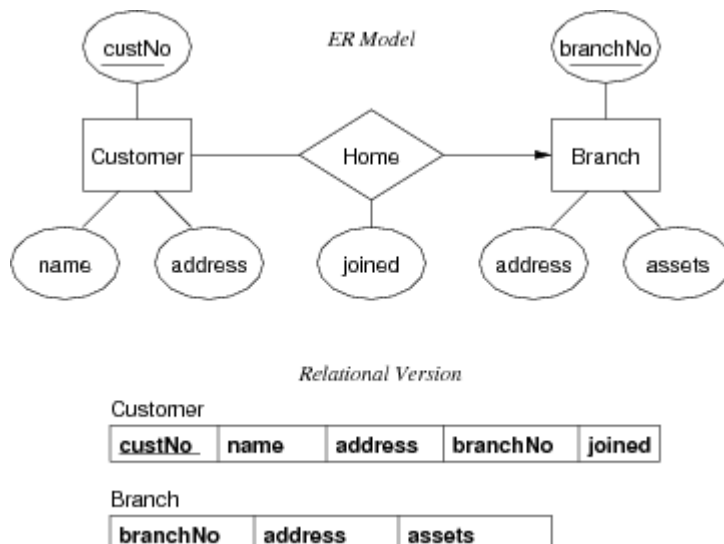 custNo
ER Model
branchNo
Customer
Home
Branch
name
address
joined
address
assets
Relational Version
Customer
custNo name address branchNo joined
Branch
branchNo address assets